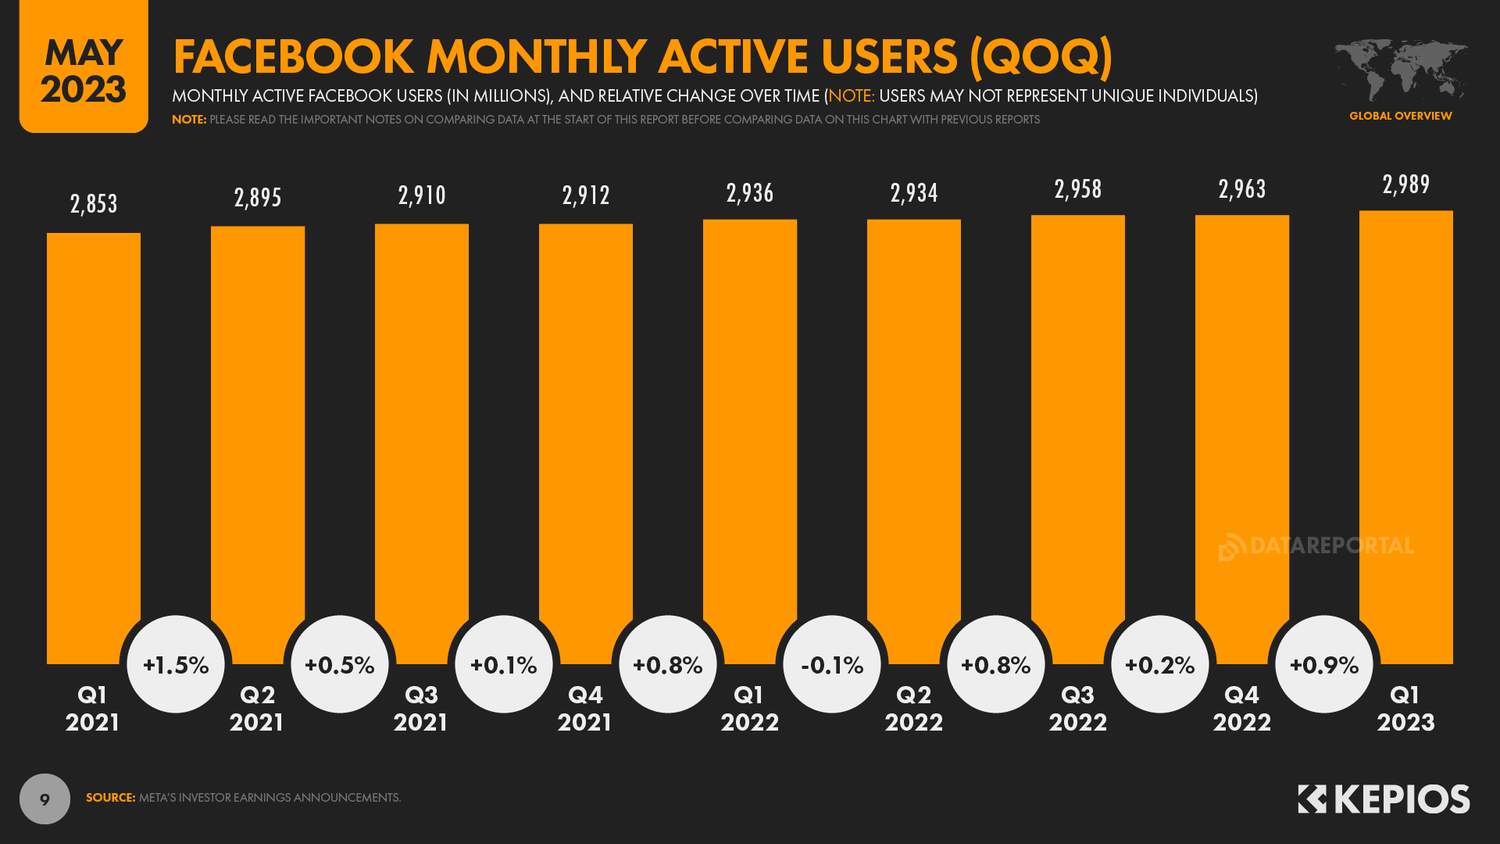 MAY
2023
FACEBOOK MONTHLY ACTIVE USERS (QOQ)
MONTHLY ACTIVE FACEBOOK USERS (IN MILLIONS), AND RELATIVE CHANGE OVER TIME (NOTE: USERS MAY NOT REPRESENT UNIQUE INDIVIDUALS)
NOTE: PLEASE READ THE IMPORTANT NOTES ON COMPARING DATA AT THE START OF THIS REPORT BEFORE COMPARING DATA ON THIS CHART WITH PREVIOUS REPORTS
GLOBAL OVERVIEW
2,853 2,895 2,910 2,912 2,936 2,934 2,958 2,963 2,989
DATAREPORTAL
+1.5% +0.5% +0.1% +0.8% -0.1% +0.8% +0.2% +0.9%
Q1 Q2 Q3 Q4 Q1 Q2 Q3 Q4 Q1
2021 2021 2021 2021 2022 2022 2022 2022 2023
9
SOURCE: META'S INVESTOR EARNINGS ANNOUNCEMENTS.
KEPIOS